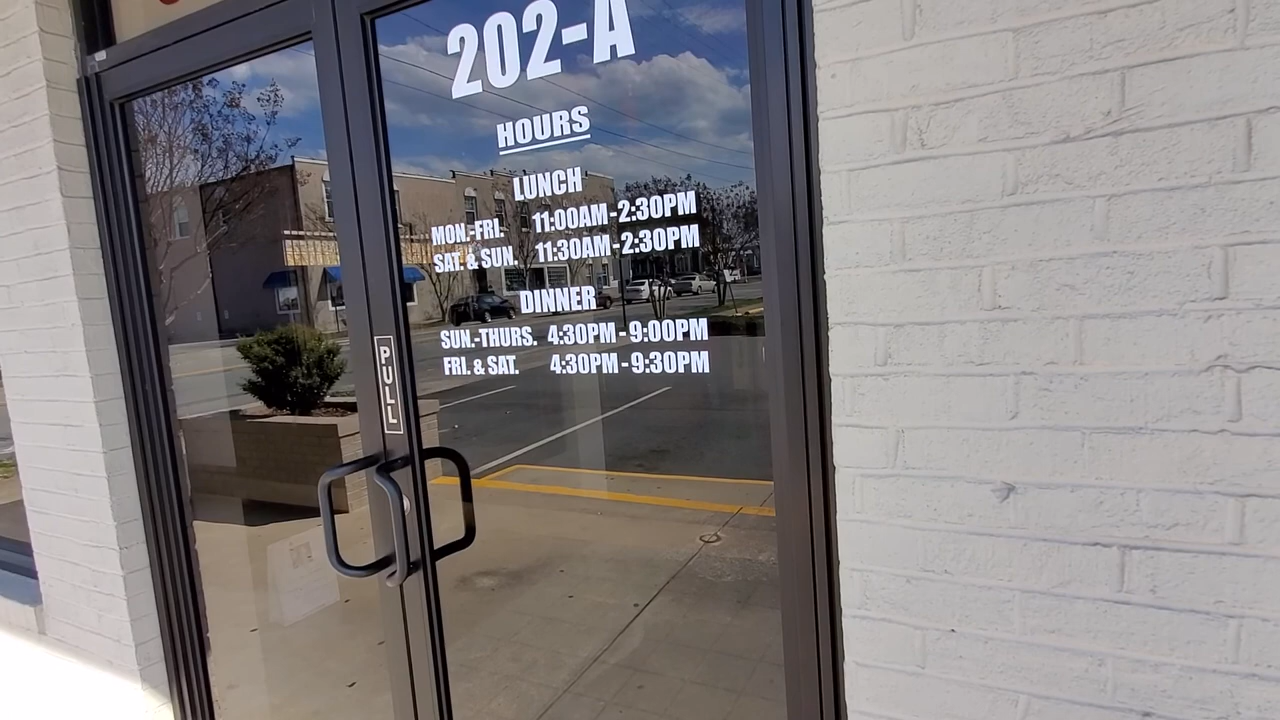 202-A
HOURS
LUNCH
MON.-FRI. 11:00AM-2:30PM
SAT. & SUN. 11:30AM-2:30PM
DINNER
SUN.-THURS. 4:30PM-9:00PM
FRI. & SAT. 4:30PM-9:30PM
PULL